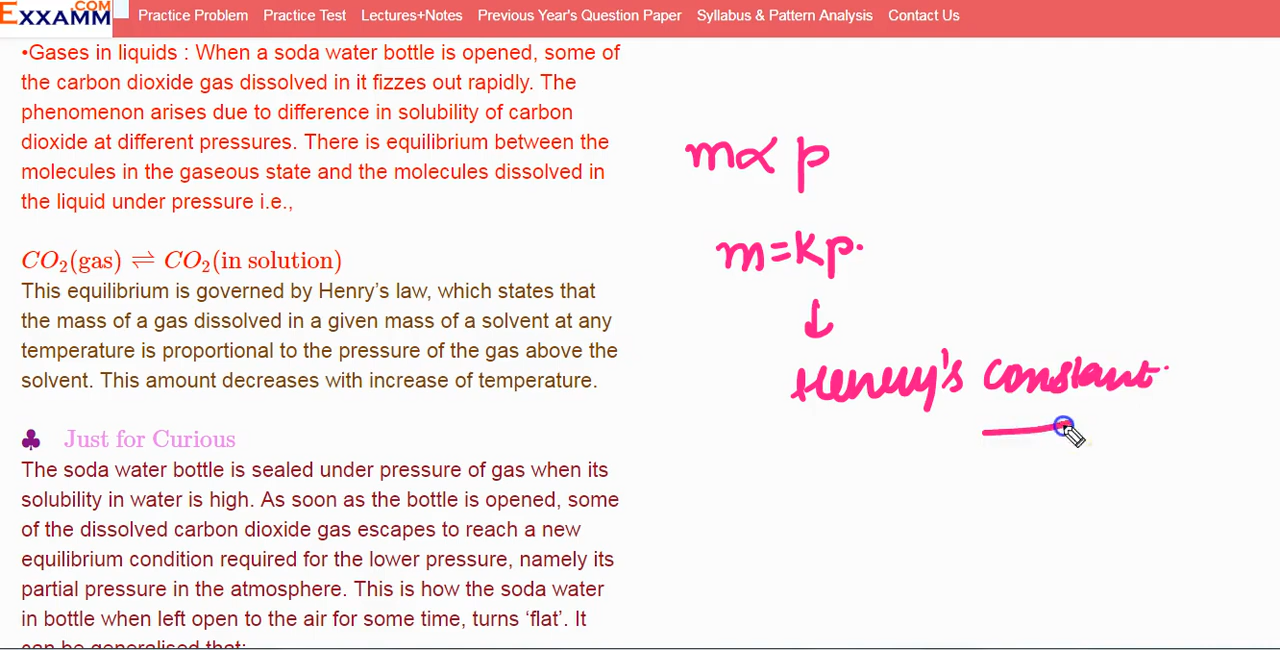 EXXAMM.COM
Practice Problem Practice Test Lectures+Notes Previous Year's Question Paper Syllabus & Pattern Analysis Contact Us
•Gases in liquids : When a soda water bottle is opened, some of
the carbon dioxide gas dissolved in it fizzes out rapidly. The
phenomenon arises due to difference in solubility of carbon
dioxide at different pressures. There is equilibrium between the
molecules in the gaseous state and the molecules dissolved in
the liquid under pressure i.e.,
CO₂(gas) ⇌ CO₂(in solution)
This equilibrium is governed by Henry's law, which states that
the mass of a gas dissolved in a given mass of a solvent at any
temperature is proportional to the pressure of the gas above the
solvent. This amount decreases with increase of temperature.
♣ Just for Curious
The soda water bottle is sealed under pressure of gas when its
solubility in water is high. As soon as the bottle is opened, some
of the dissolved carbon dioxide gas escapes to reach a new
equilibrium condition required for the lower pressure, namely its
partial pressure in the atmosphere. This is how the soda water
in bottle when left open to the air for some time, turns ‘flat’. It
can be generalised that:
m∝ p
m=kp.
↓
Henry's constant.